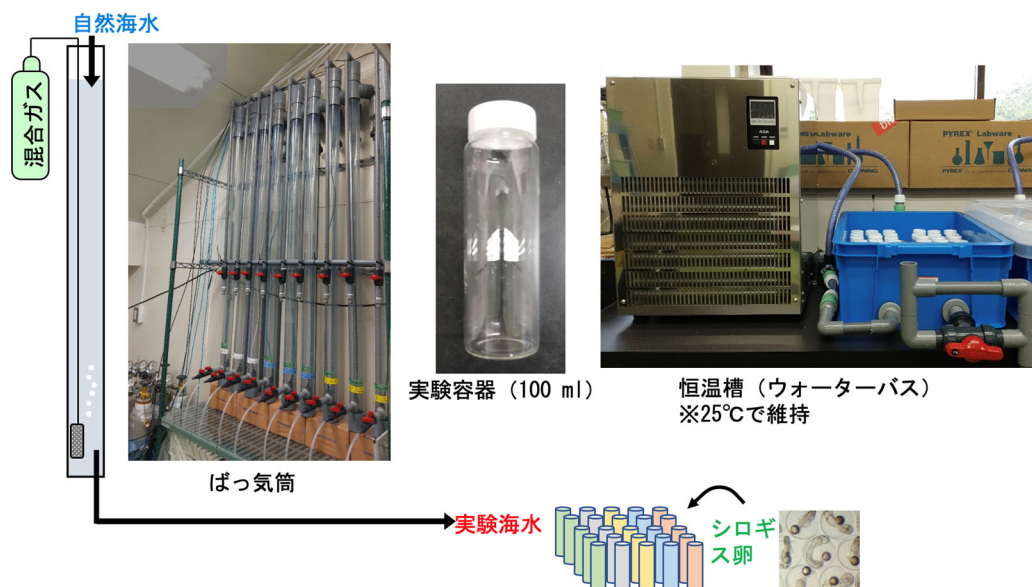 自然海水
混合ガス
ばっ気筒
実験容器（100 ml）
PYREX Labware
CORNING
PYREX
恒温槽（ウォーターバス）
※25℃で維持
実験海水
シロギ
ス卵